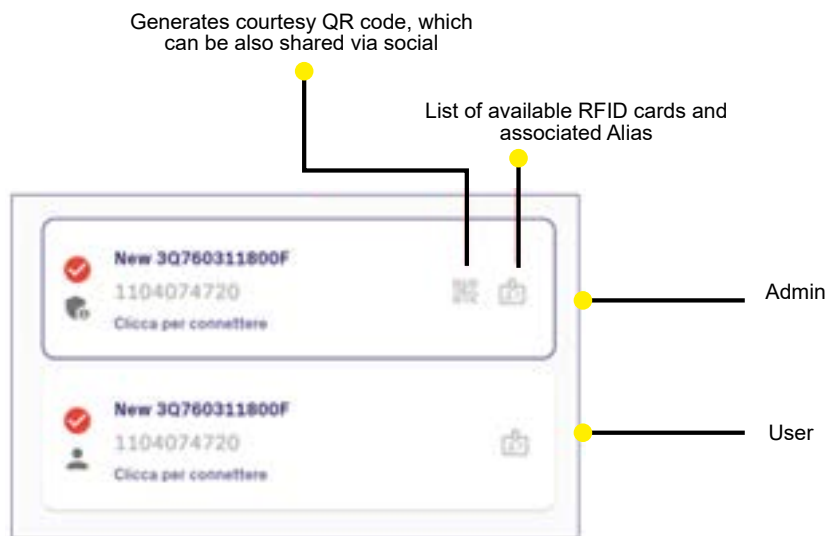 Generates courtesy QR code, which
can be also shared via social
List of available RFID cards and
associated Alias
New 3Q760311800F
1104074720
Clicca per connettere
Admin
New 3Q760311800F
1104074720
Clicca per connettere
User